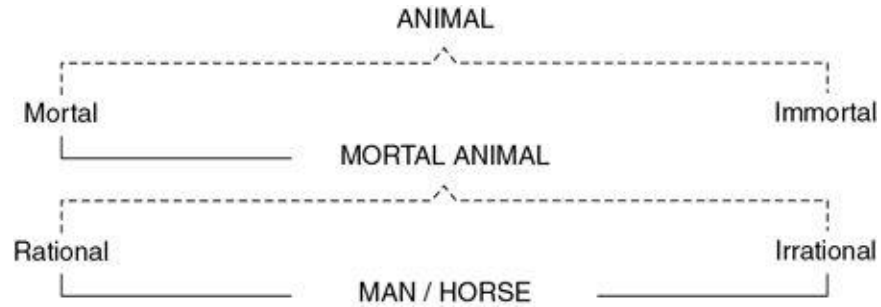 ANIMAL
Mortal Immortal
MORTAL ANIMAL
Rational Irrational
MAN / HORSE